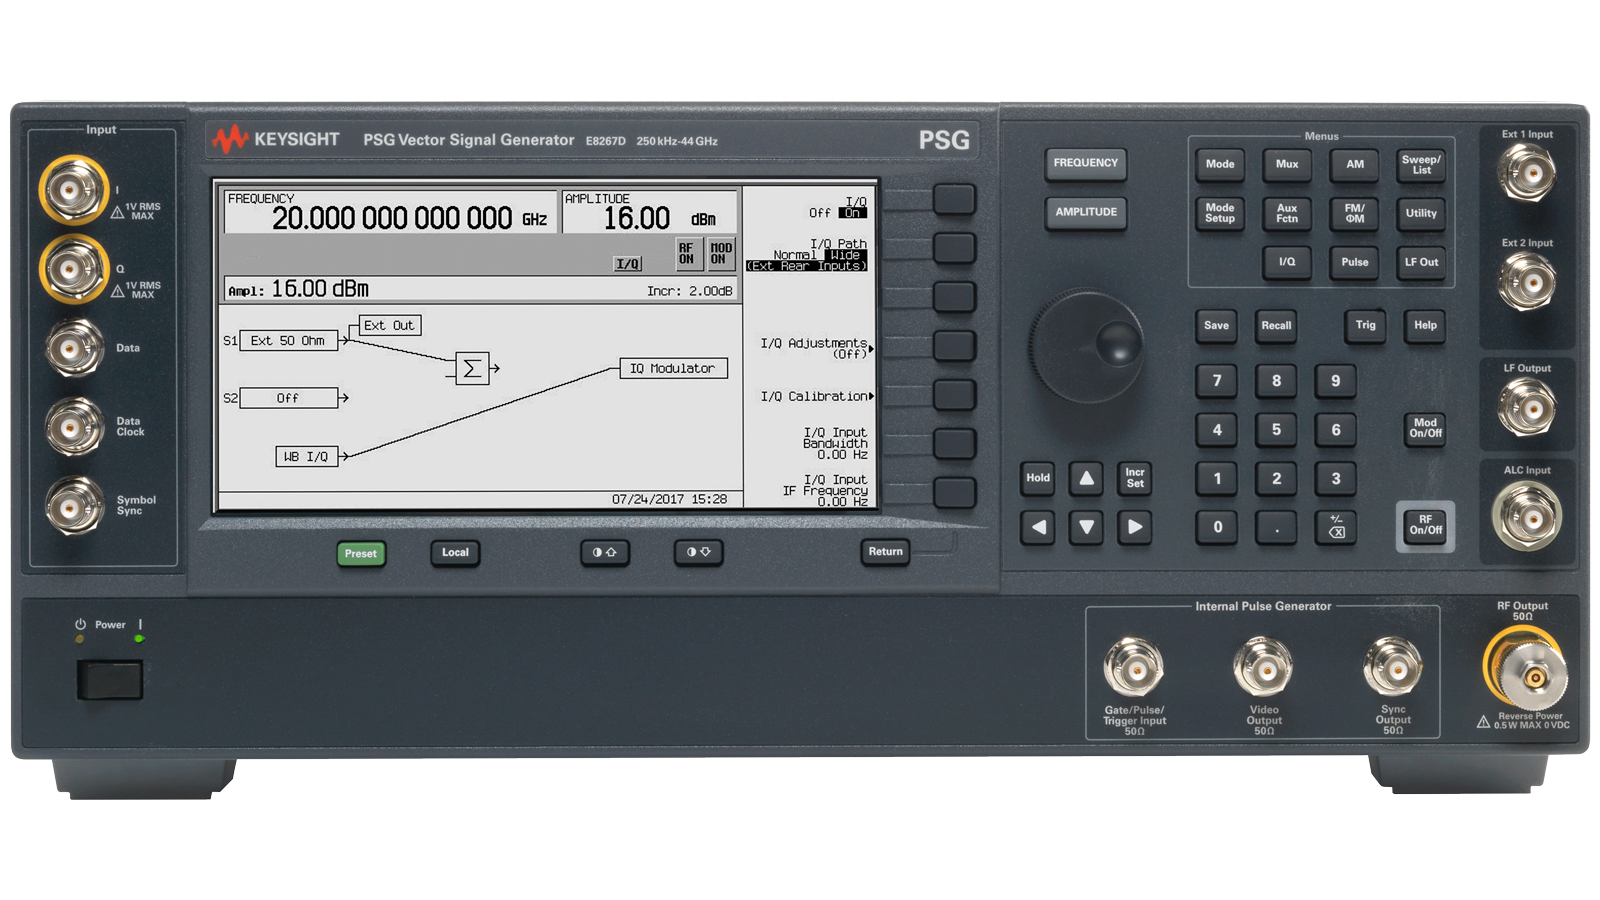 Input
I
1V RMS
MAX
Q
1V RMS
MAX
Data
Data
Clock
Symbol
Sync
KEYSIGHT PSG Vector Signal Generator E8267D 250 kHz-44 GHz PSG
FREQUENCY
20.000 000 000 000 GHz
AMPLITUDE
16.00 dBm
I/Q
RF
ON
MOD
ON
Ampl: 16.00 dBm
Incr: 2.00dB
Ext Out
S1 Ext 50 Ohm
Σ
IQ Modulator
S2 Off
WB I/Q
07/24/2017 15:28
I/Q
Off On
I/Q Path
Normal Wide
(Ext Rear Inputs)
I/Q Adjustments
(Off)
I/Q Calibration
I/Q Input
Bandwidth
0.00 Hz
I/Q Input
IF Frequency
0.00 Hz
Preset
Local
Return
FREQUENCY
AMPLITUDE
Menus
Mode Mux AM Sweep/
List
Mode
Setup
Aux
Fctn
FM/
ΦM
Utility
I/Q Pulse LF Out
Save Recall Trig Help
7 8 9
4 5 6
Mod
On/Off
Hold
Incr
Set
1 2 3
0 . +/−
RF
On/Off
Ext 1 Input
Ext 2 Input
LF Output
ALC Input
Power
Internal Pulse Generator
Gate/Pulse/
Trigger Input
50Ω
Video
Output
50Ω
Sync
Output
50Ω
RF Output
50Ω
Reverse Power
0.5 W MAX 0 VDC